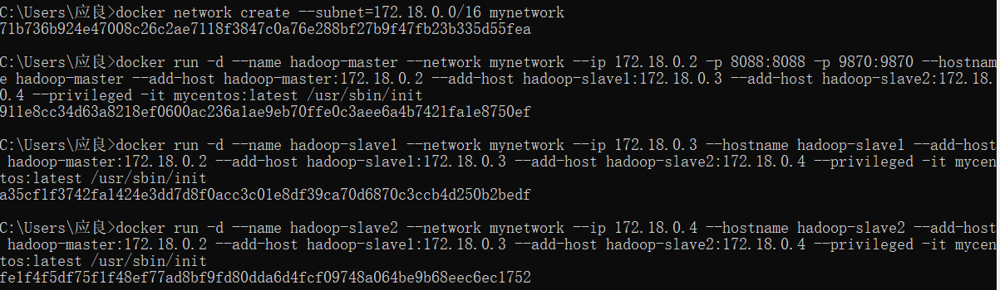 C:\Users\应良>docker network create --subnet=172.18.0.0/16 mynetwork
71b736b924e47008c26c2ae7118f3847c0a76e288bf27b9f47fb23b335d55fea
C:\Users\应良>docker run -d --name hadoop-master --network mynetwork --ip 172.18.0.2 -p 8088:8088 -p 9870:9870 --hostnam
e hadoop-master --add-host hadoop-master:172.18.0.2 --add-host hadoop-slave1:172.18.0.3 --add-host hadoop-slave2:172.18.
0.4 --privileged -it mycentos:latest /usr/sbin/init
911e8cc34d63a8218ef0600ac236a1ae9eb70ffe0c3aee6a4b7421fa1e8750ef
C:\Users\应良>docker run -d --name hadoop-slave1 --network mynetwork --ip 172.18.0.3 --hostname hadoop-slave1 --add-host
 hadoop-master:172.18.0.2 --add-host hadoop-slave1:172.18.0.3 --add-host hadoop-slave2:172.18.0.4 --privileged -it mycen
tos:latest /usr/sbin/init
a35cf1f3742fa1424e3dd7d8f0acc3c01e8df39ca70d6870c3ccb4d250b2bedf
C:\Users\应良>docker run -d --name hadoop-slave2 --network mynetwork --ip 172.18.0.4 --hostname hadoop-slave2 --add-host
 hadoop-master:172.18.0.2 --add-host hadoop-slave1:172.18.0.3 --add-host hadoop-slave2:172.18.0.4 --privileged -it mycen
tos:latest /usr/sbin/init
fe1f4f5df75f1f48ef77ad8bf9fd80dda6d4fcf09748a064be9b68eec6ec1752